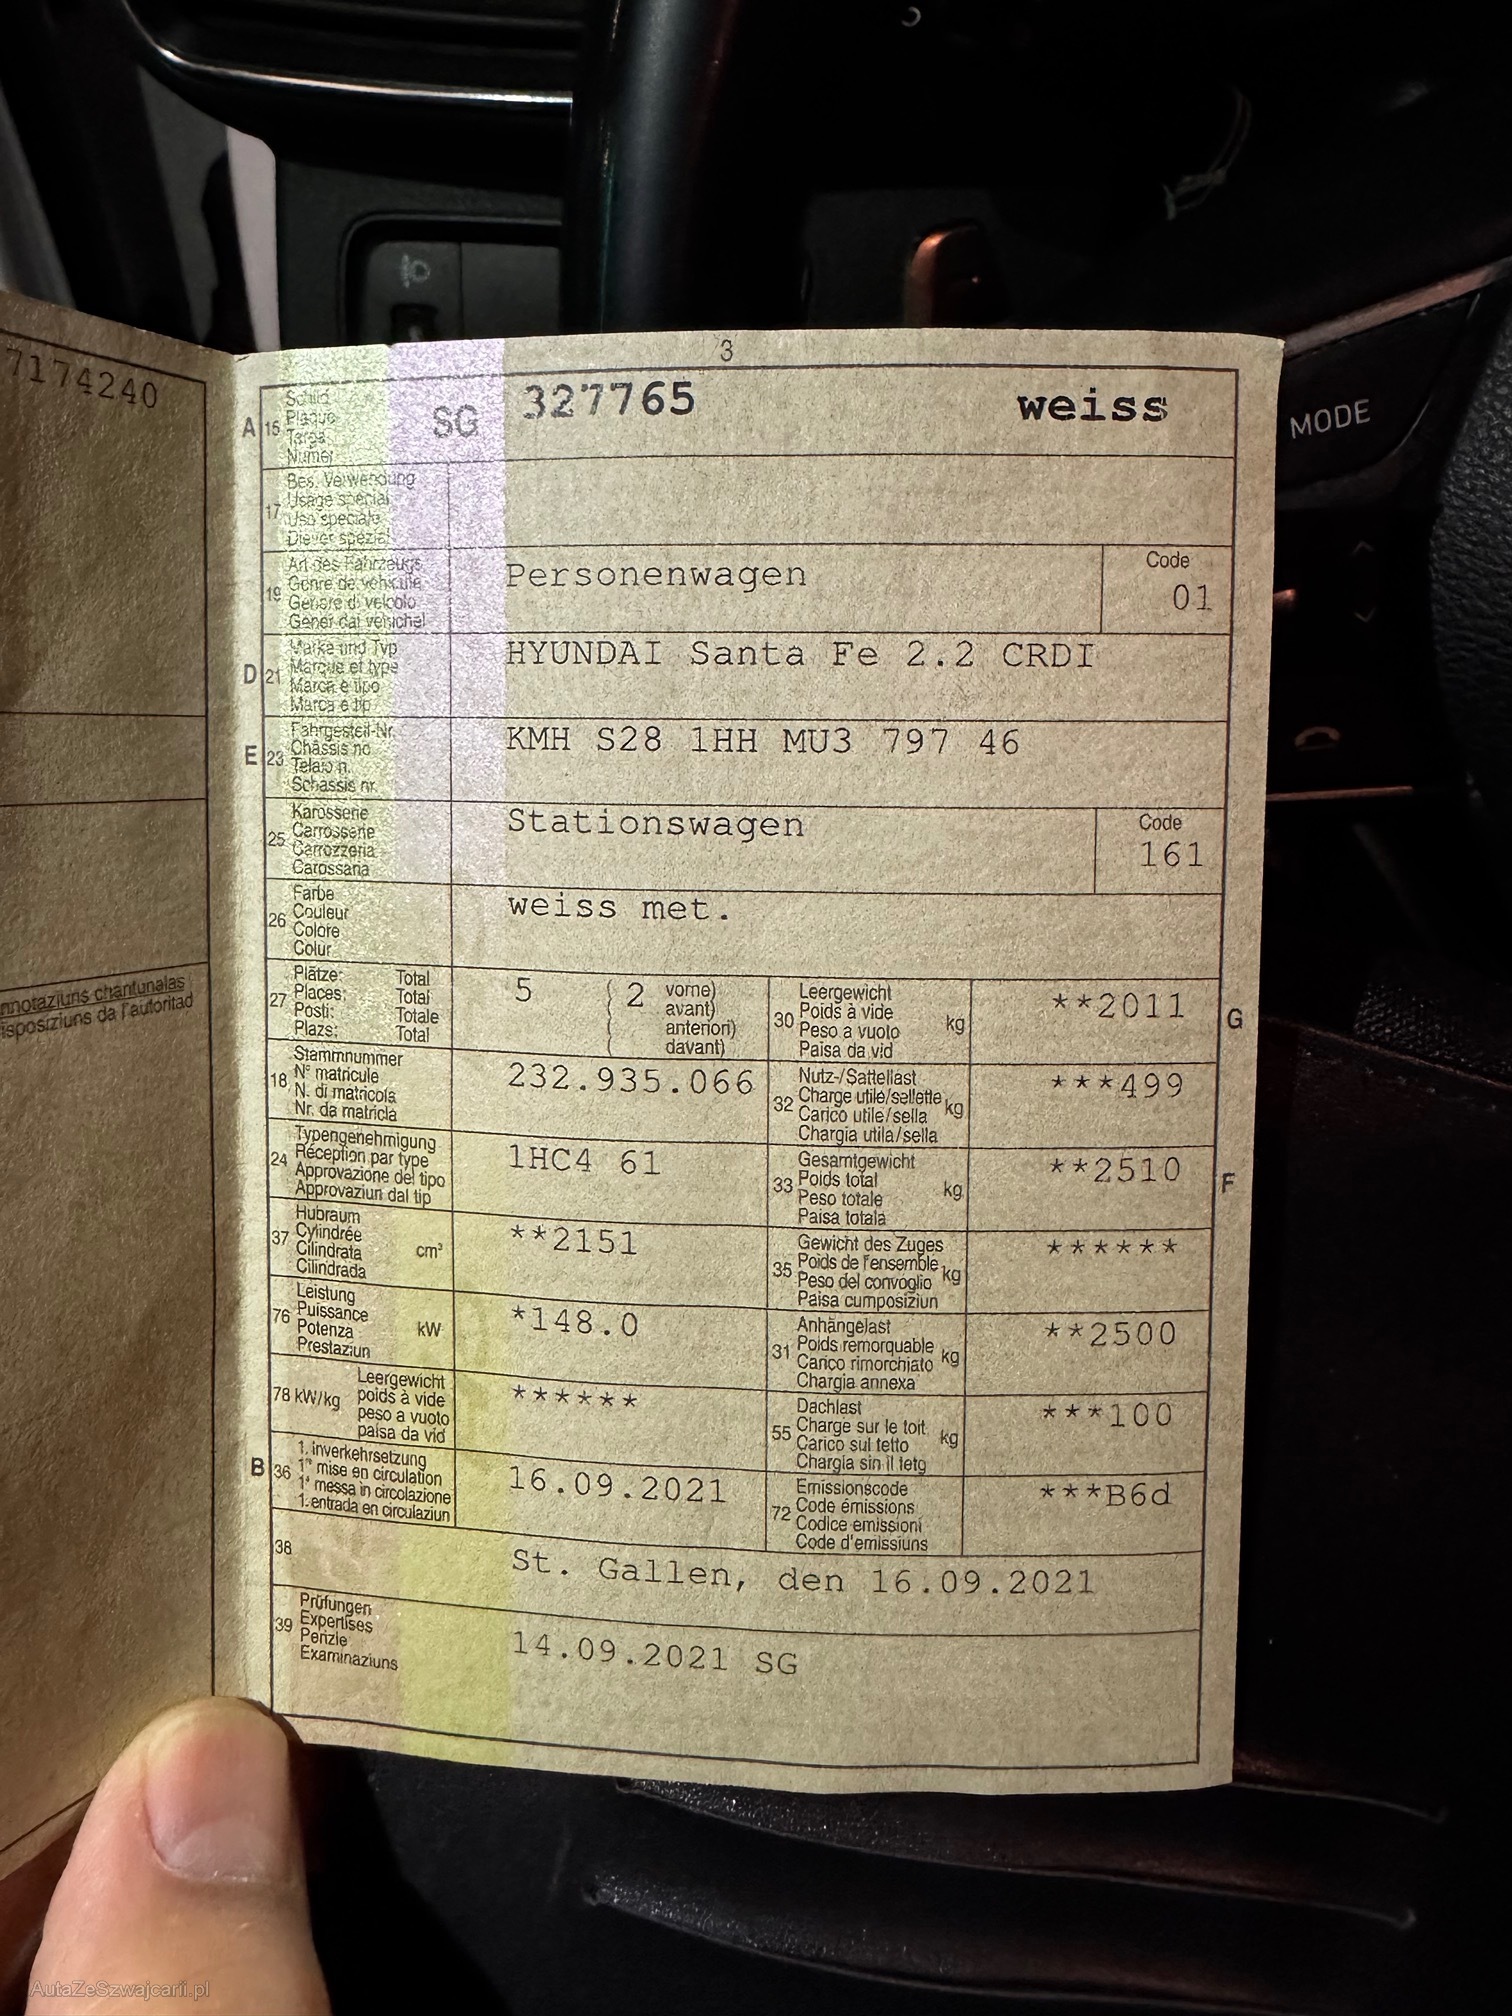 7174240
nnotaziuns chantunalas
isposiziuns da l'autoritad
3
A 15 Schild
Plaque
Targa
Numer
SG 327765 weiss
17 Bes. Verwendung
Usage spécial
Uso speciale
Diever spezial
19 Art des Fahrzeugs
Genre de véhicule
Genere di veicolo
Gener dal vehichel
Personenwagen
Code
01
D 21 Marke und Typ
Marque et type
Marca e tipo
Marca e tip
HYUNDAI Santa Fe 2.2 CRDI
E 23 Fahrgestell-Nr.
Châssis no
Telaio n.
Schassis nr.
KMH S28 1HH MU3 797 46
25 Karosserie
Carrosserie
Carrozzeria
Carossaria
Stationswagen
Code
161
26 Farbe
Couleur
Colore
Colur
weiss met.
27 Plätze: Total
Places: Total
Posti: Totale
Plazs: Total
5 ( 2 vorne)
( avant)
( anteriori)
( davant)
30 Leergewicht
Poids à vide
Peso a vuoto kg
Paisa da vid
**2011 G
18 Stammnummer
N° matricule
N. di matricola
Nr. da matricla
232.935.066
32 Nutz-/Sattellast
Charge utile/sellette
Carico utile/sella kg
Chargia utila/sella
***499
24 Typengenehmigung
Réception par type
Approvazione del tipo
Approvaziun dal tip
1HC4 61
33 Gesamtgewicht
Poids total
Peso totale kg
Paisa totala
**2510 F
37 Hubraum
Cylindrée
Cilindrata cm³
Cilindrada
**2151
35 Gewicht des Zuges
Poids de l'ensemble
Peso del convoglio kg
Paisa cumposiziun
******
76 Leistung
Puissance
Potenza kW
Prestaziun
*148.0
31 Anhängelast
Poids remorquable
Carico rimorchiato kg
Chargia annexa
**2500
78 kW/kg Leergewicht
poids à vide
peso a vuoto
paisa da vid
******
55 Dachlast
Charge sur le toit
Carico sul tetto kg
Chargia sin il tetg
***100
B 36 1. Inverkehrsetzung
1re mise en circulation
1a messa in circolazione
1. entrada en circulaziun
16.09.2021
72 Emissionscode
Code émissions
Codice emissioni
Code d'emissiuns
***B6d
38
St. Gallen, den 16.09.2021
39 Prüfungen
Expertises
Perizie
Examinaziuns
14.09.2021 SG
MODE
AutaZeSzwajcarii.pl